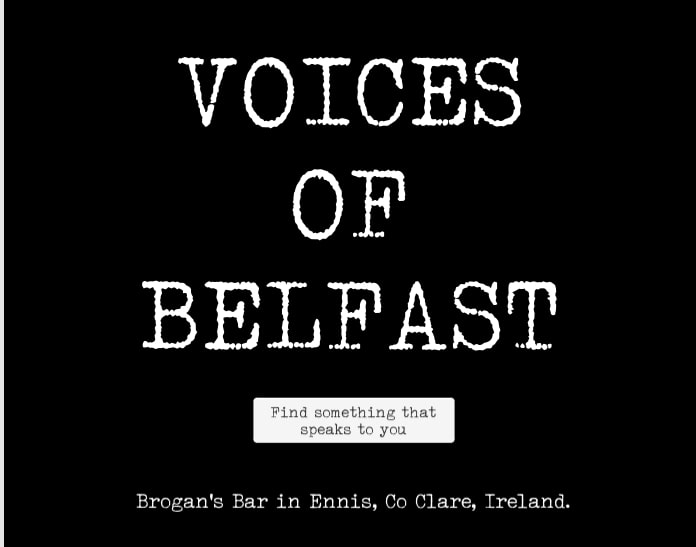 VOICES
OF
BELFAST
Find something that
speaks to you
Brogan's Bar in Ennis, Co Clare, Ireland.